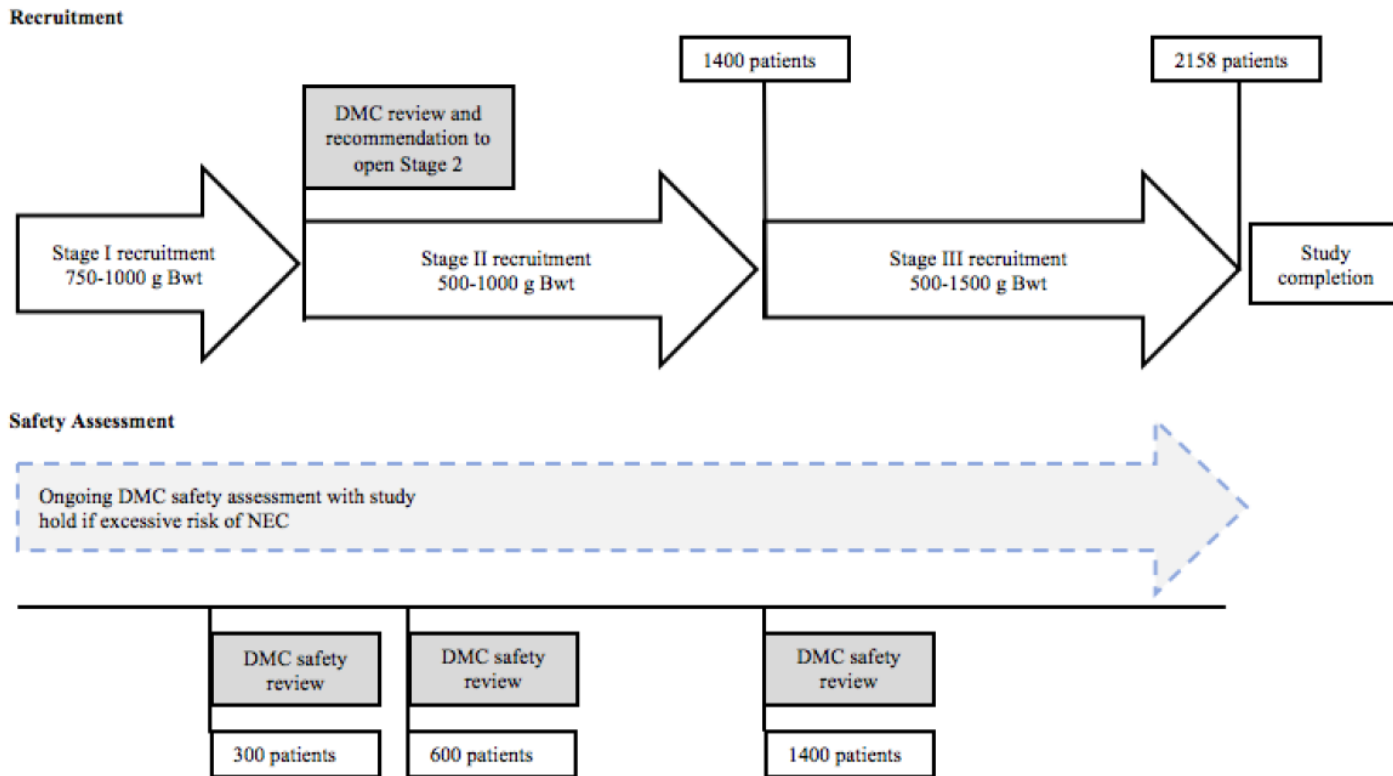 Recruitment
1400 patients
2158 patients
DMC review and
recommendation to
open Stage 2
Stage I recruitment
750-1000 g Bwt
Stage II recruitment
500-1000 g Bwt
Stage III recruitment
500-1500 g Bwt
Study
completion
Safety Assessment
Ongoing DMC safety assessment with study
hold if excessive risk of NEC
DMC safety
review
DMC safety
review
DMC safety
review
300 patients
600 patients
1400 patients